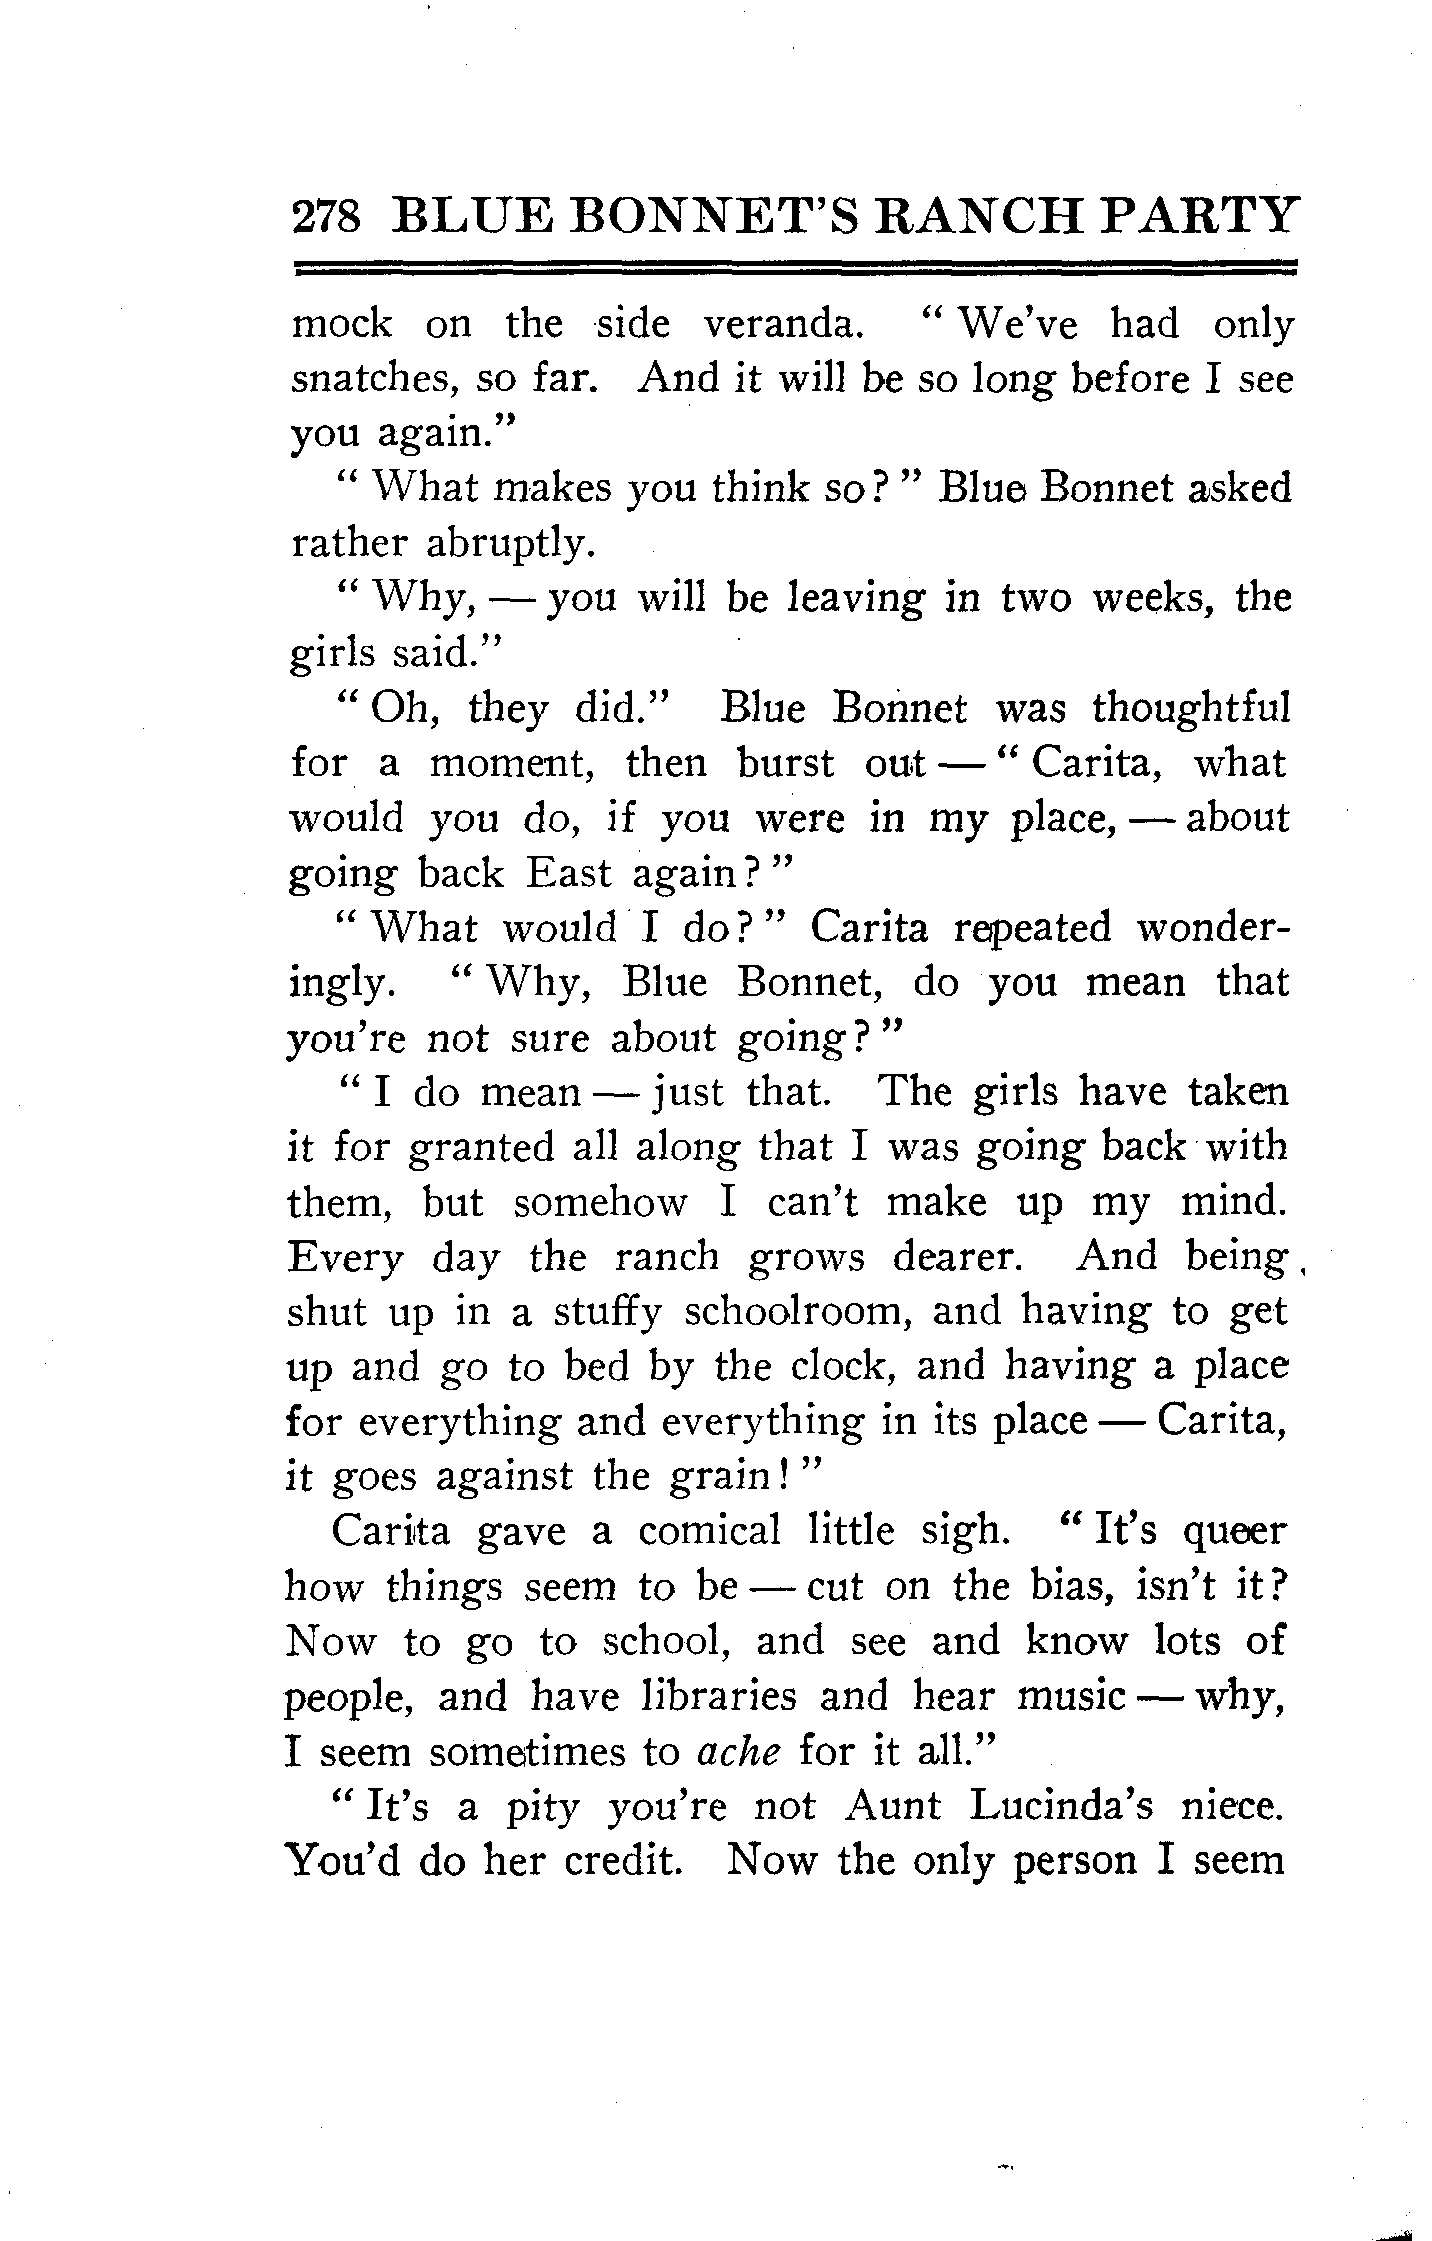 278 BLUE BONNET'S RANCH PARTY
mock on the side veranda. " We've had only
snatches, so far. And it will be so long before I see
you again."
" What makes you think so? " Blue Bonnet asked
rather abruptly.
" Why, — you will be leaving in two weeks, the
girls said."
" Oh, they did." Blue Bonnet was thoughtful
for a moment, then burst out — " Carita, what
would you do, if you were in my place, — about
going back East again? "
" What would I do? " Carita repeated wonder-
ingly. " Why, Blue Bonnet, do you mean that
you're not sure about going? "
" I do mean — just that. The girls have taken
it for granted all along that I was going back with
them, but somehow I can't make up my mind.
Every day the ranch grows dearer. And being
shut up in a stuffy schoolroom, and having to get
up and go to bed by the clock, and having a place
for everything and everything in its place — Carita,
it goes against the grain! "
Carita gave a comical little sigh. " It's queer
how things seem to be — cut on the bias, isn't it?
Now to go to school, and see and know lots of
people, and have libraries and hear music — why,
I seem sometimes to ache for it all."
" It's a pity you're not Aunt Lucinda's niece.
You'd do her credit. Now the only person I seem